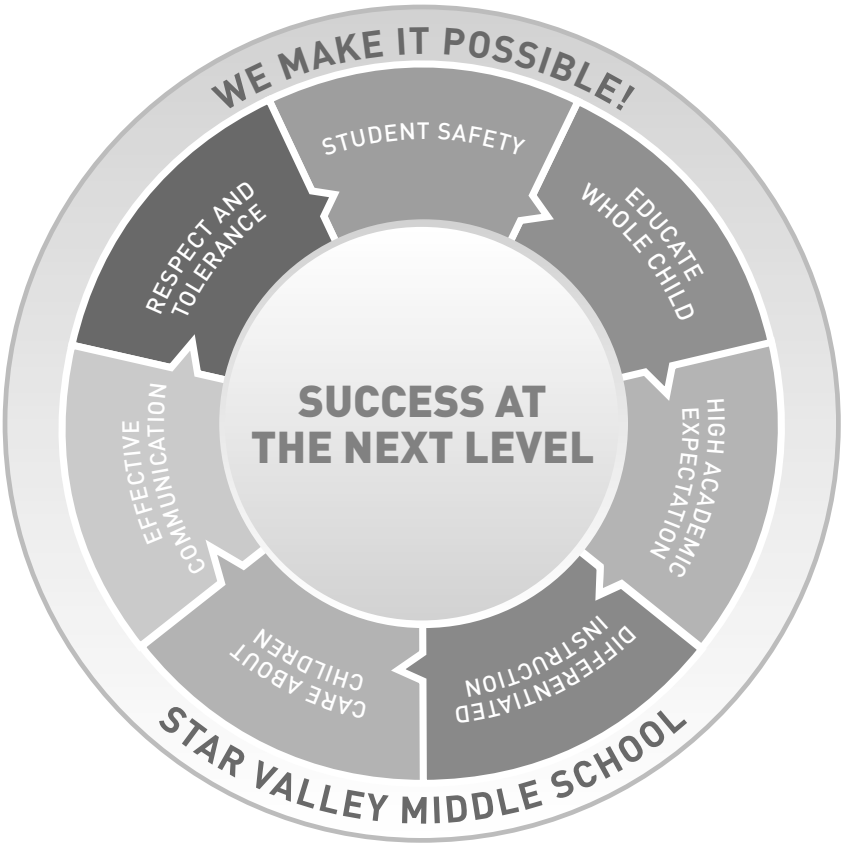 WE MAKE IT POSSIBLE!
STUDENT SAFETY
EDUCATE
WHOLE CHILD
HIGH ACADEMIC
EXPECTATION
DIFFERENTIATED
INSTRUCTION
CARE ABOUT
CHILDREN
EFFECTIVE
COMMUNICATION
RESPECT AND
TOLERANCE
SUCCESS AT
THE NEXT LEVEL
STAR VALLEY MIDDLE SCHOOL